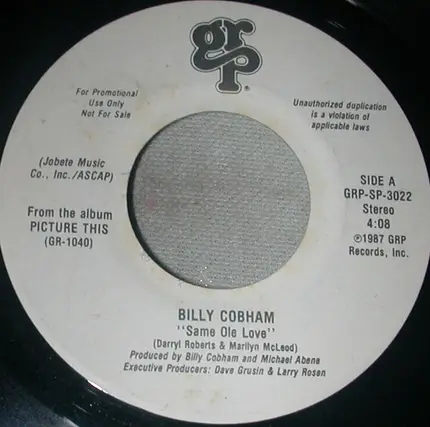 grp
®
For Promotional
Use Only
Not For Sale
Unauthorized duplication
is a violation of
applicable laws
(Jobete Music
Co., Inc./ASCAP)
SIDE A
GRP-SP-3022
Stereo
4:08
℗1987 GRP
Records, Inc.
From the album
PICTURE THIS
(GR-1040)
BILLY COBHAM
"Same Ole Love"
(Darryl Roberts & Marilyn McLeod)
Produced by Billy Cobham and Michael Abene
Executive Producers: Dave Grusin & Larry Rosen